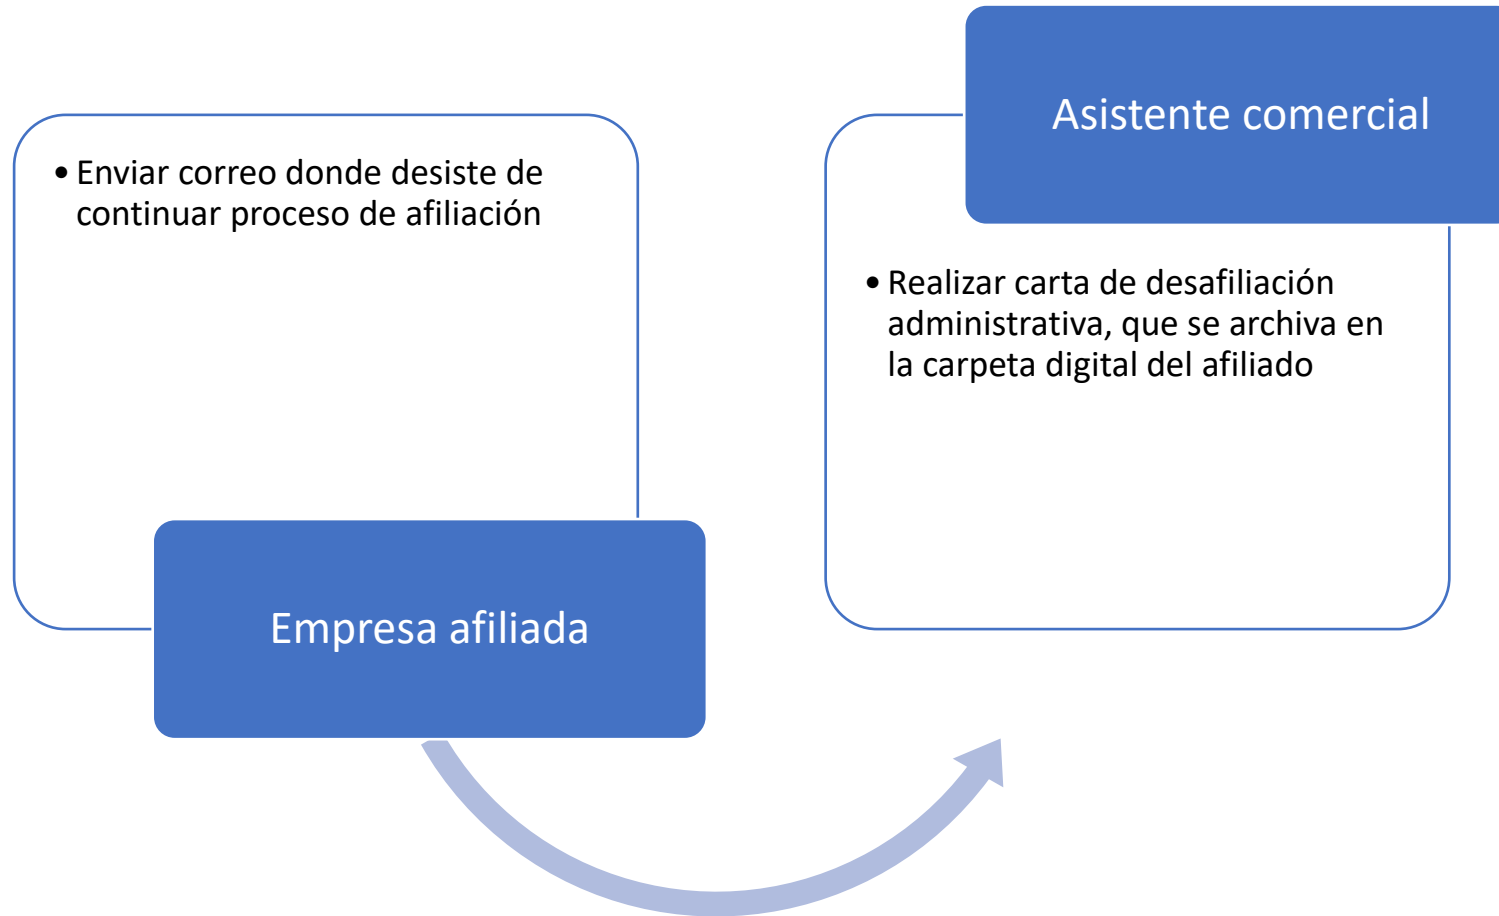 • Enviar correo donde desiste de
continuar proceso de afiliación
Empresa afiliada
Asistente comercial
• Realizar carta de desafiliación
administrativa, que se archiva en
la carpeta digital del afiliado